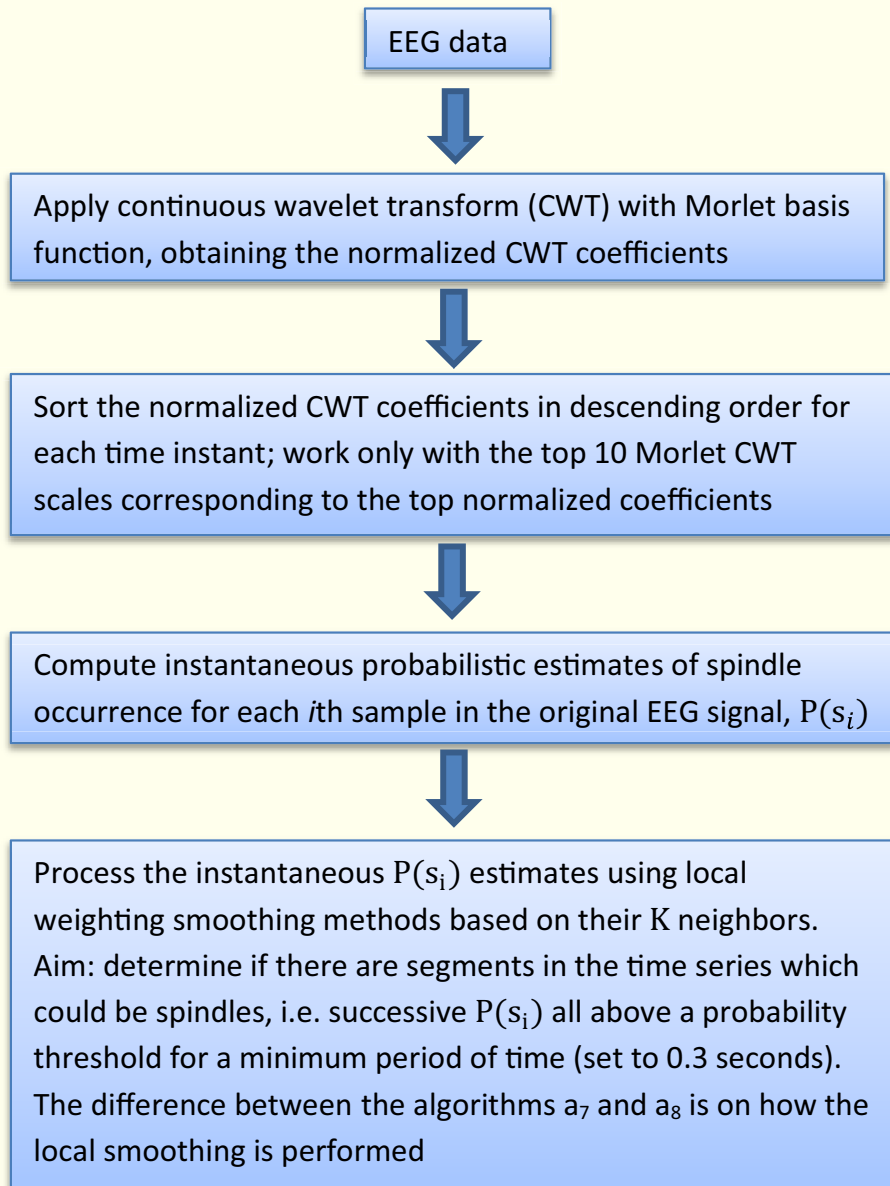 EEG data
Apply continuous wavelet transform (CWT) with Morlet basis
function, obtaining the normalized CWT coefficients
Sort the normalized CWT coefficients in descending order for
each time instant; work only with the top 10 Morlet CWT
scales corresponding to the top normalized coefficients
Compute instantaneous probabilistic estimates of spindle
occurrence for each ith sample in the original EEG signal, P(sᵢ)
Process the instantaneous P(sᵢ) estimates using local
weighting smoothing methods based on their K neighbors.
Aim: determine if there are segments in the time series which
could be spindles, i.e. successive P(sᵢ) all above a probability
threshold for a minimum period of time (set to 0.3 seconds).
The difference between the algorithms a₇ and a₈ is on how the
local smoothing is performed